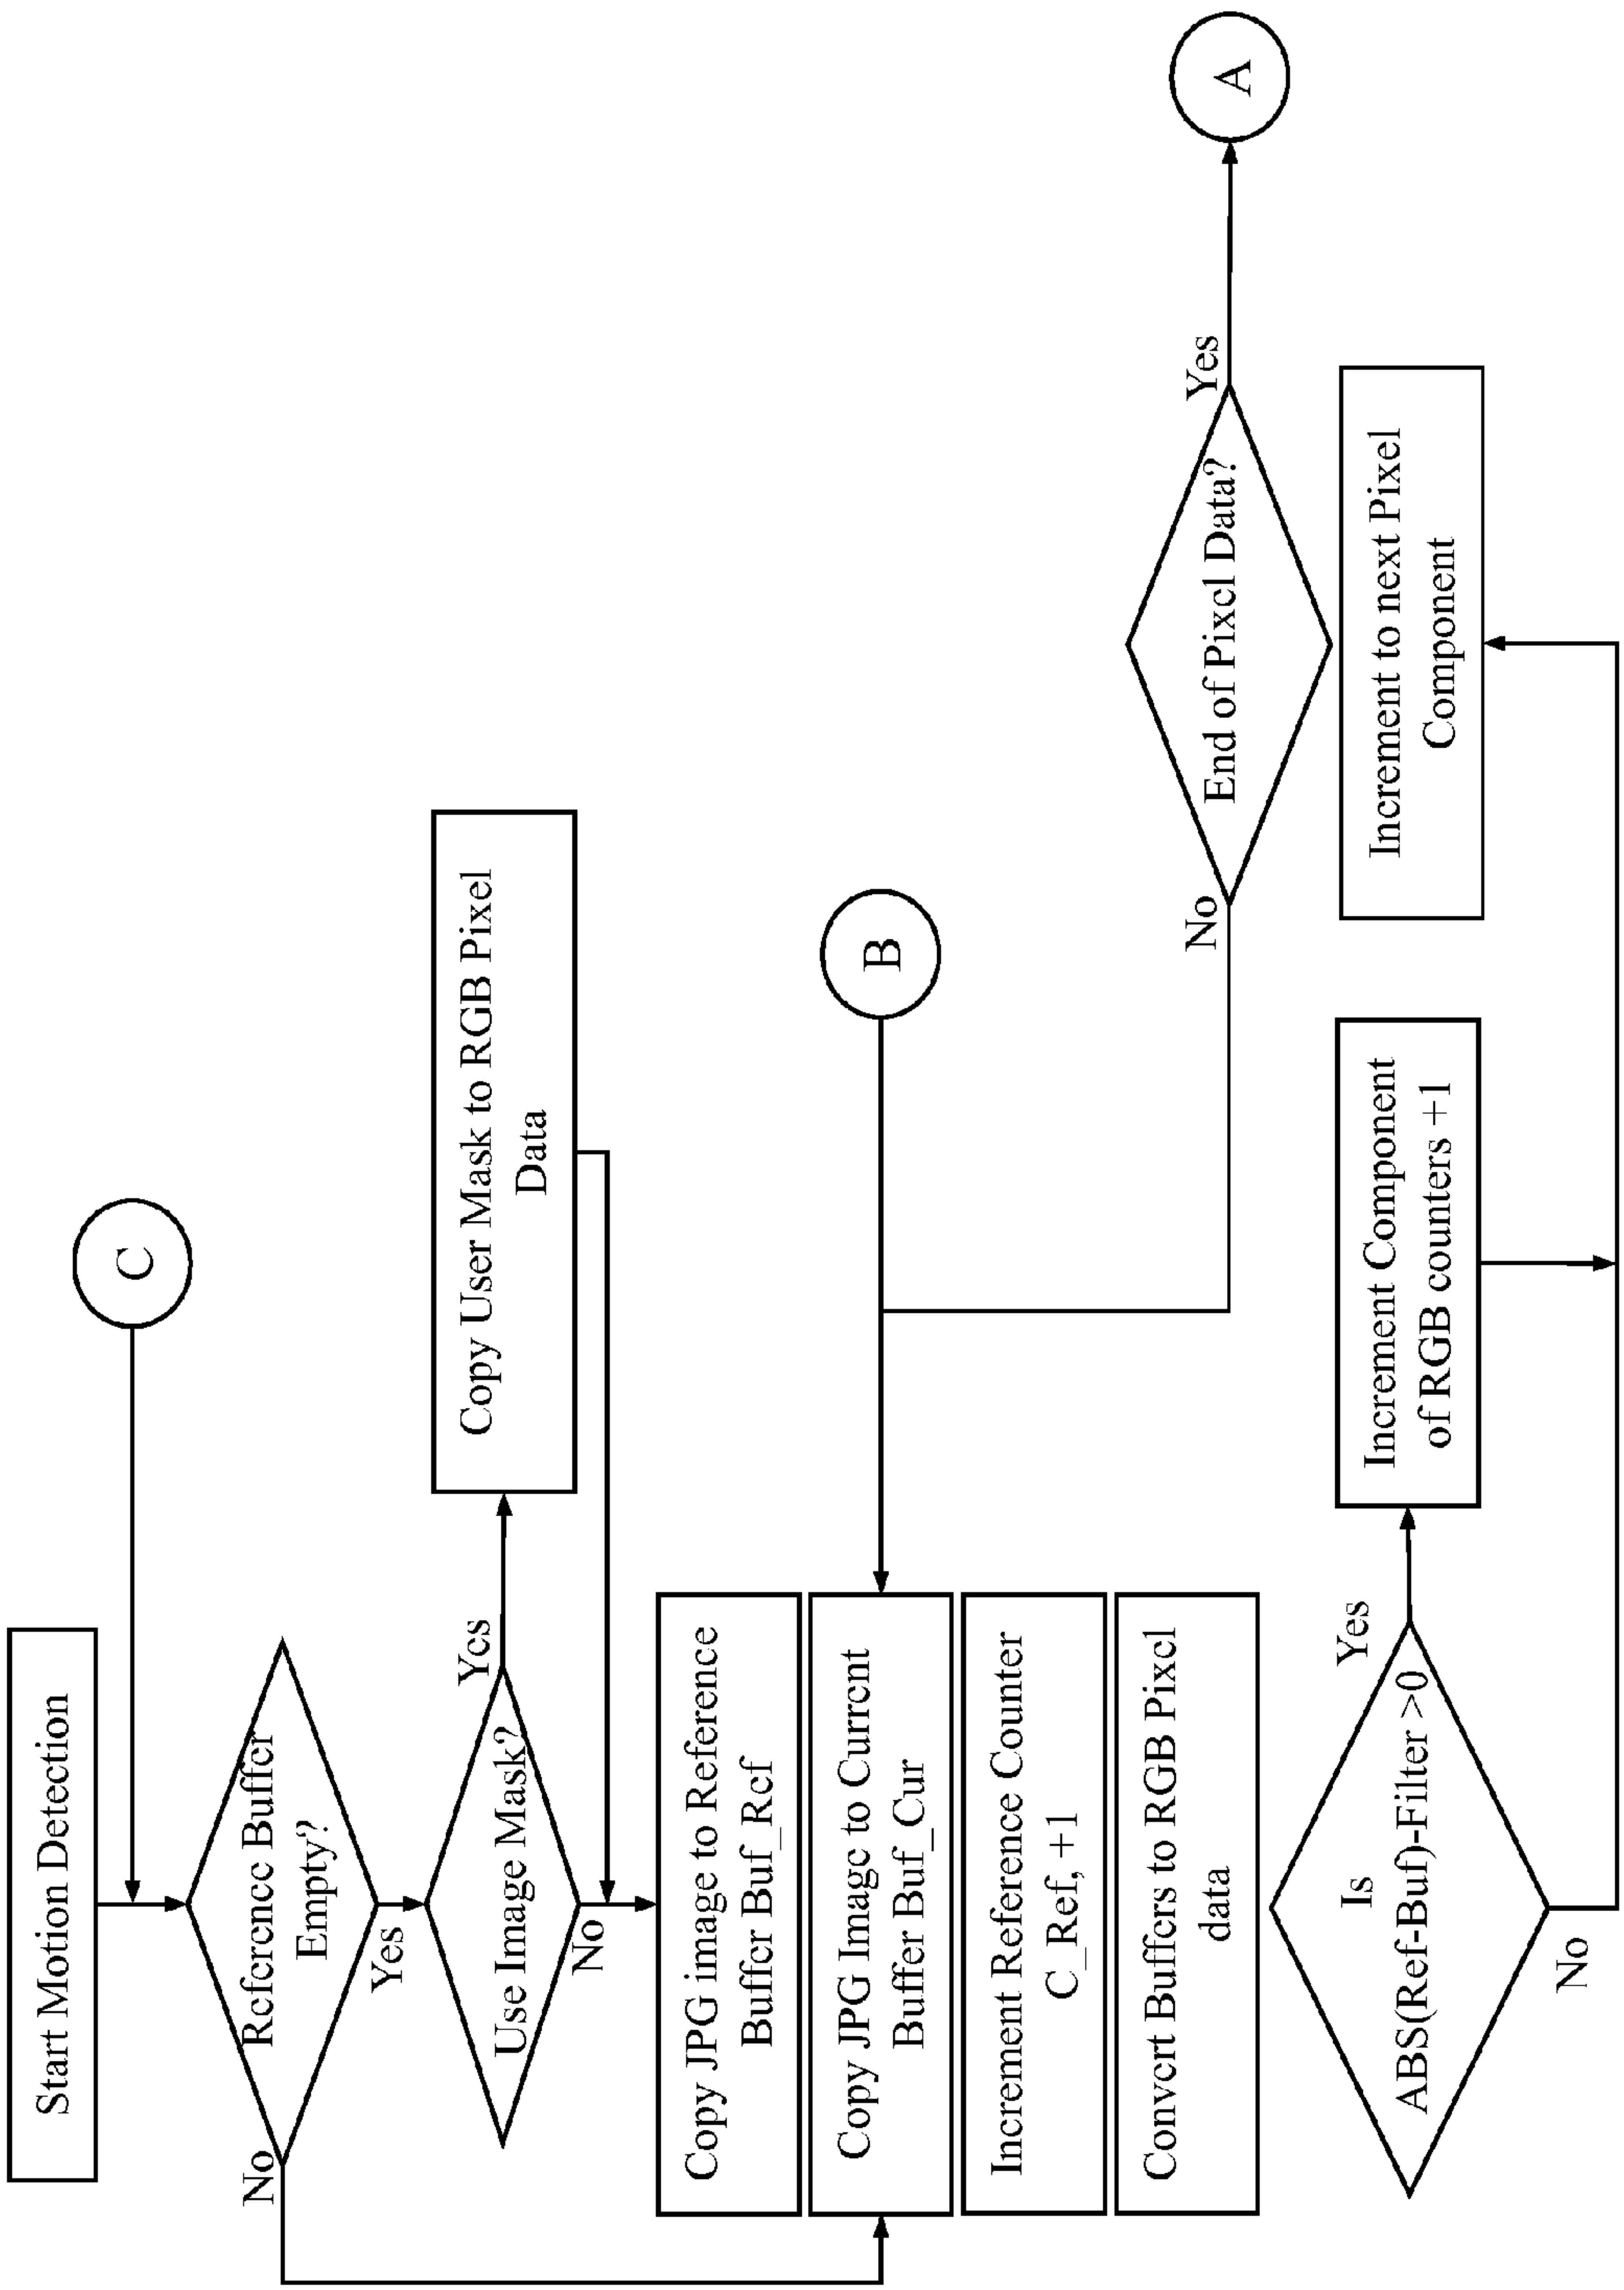 Start Motion Detection
C
Reference Buffer
Empty?
No
Yes
Use Image Mask?
Yes
No
Copy User Mask to RGB Pixel
Data
Copy JPG image to Reference
Buffer Buf_Ref
Copy JPG Image to Current
Buffer Buf_Cur
B
Increment Reference Counter
C_Ref, +1
Convert Buffers to RGB Pixel
data
Is
ABS(Ref-Buf)-Filter >0
Yes
No
Increment Component
of RGB counters +1
Increment to next Pixel
Component
End of Pixel Data?
No
Yes
A